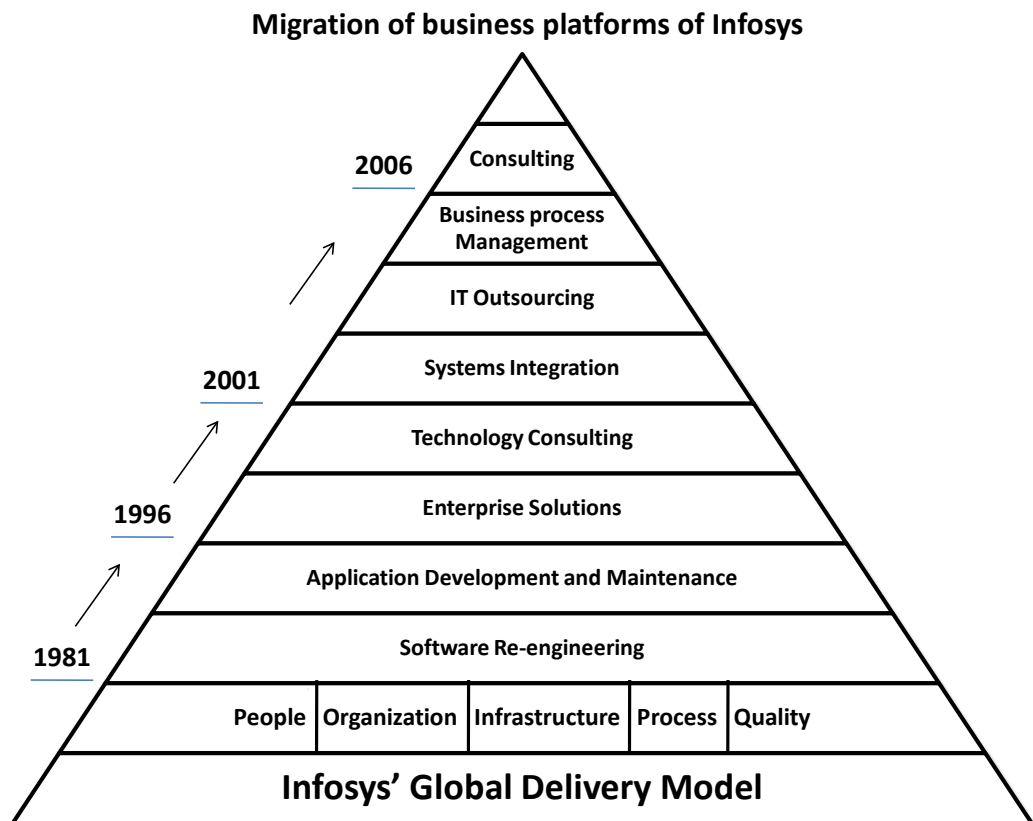 Migration of business platforms of Infosys
2006
Consulting
Business process
Management
IT Outsourcing
2001
Systems Integration
Technology Consulting
1996
Enterprise Solutions
Application Development and Maintenance
1981
Software Re-engineering
People Organization Infrastructure Process Quality
Infosys’ Global Delivery Model